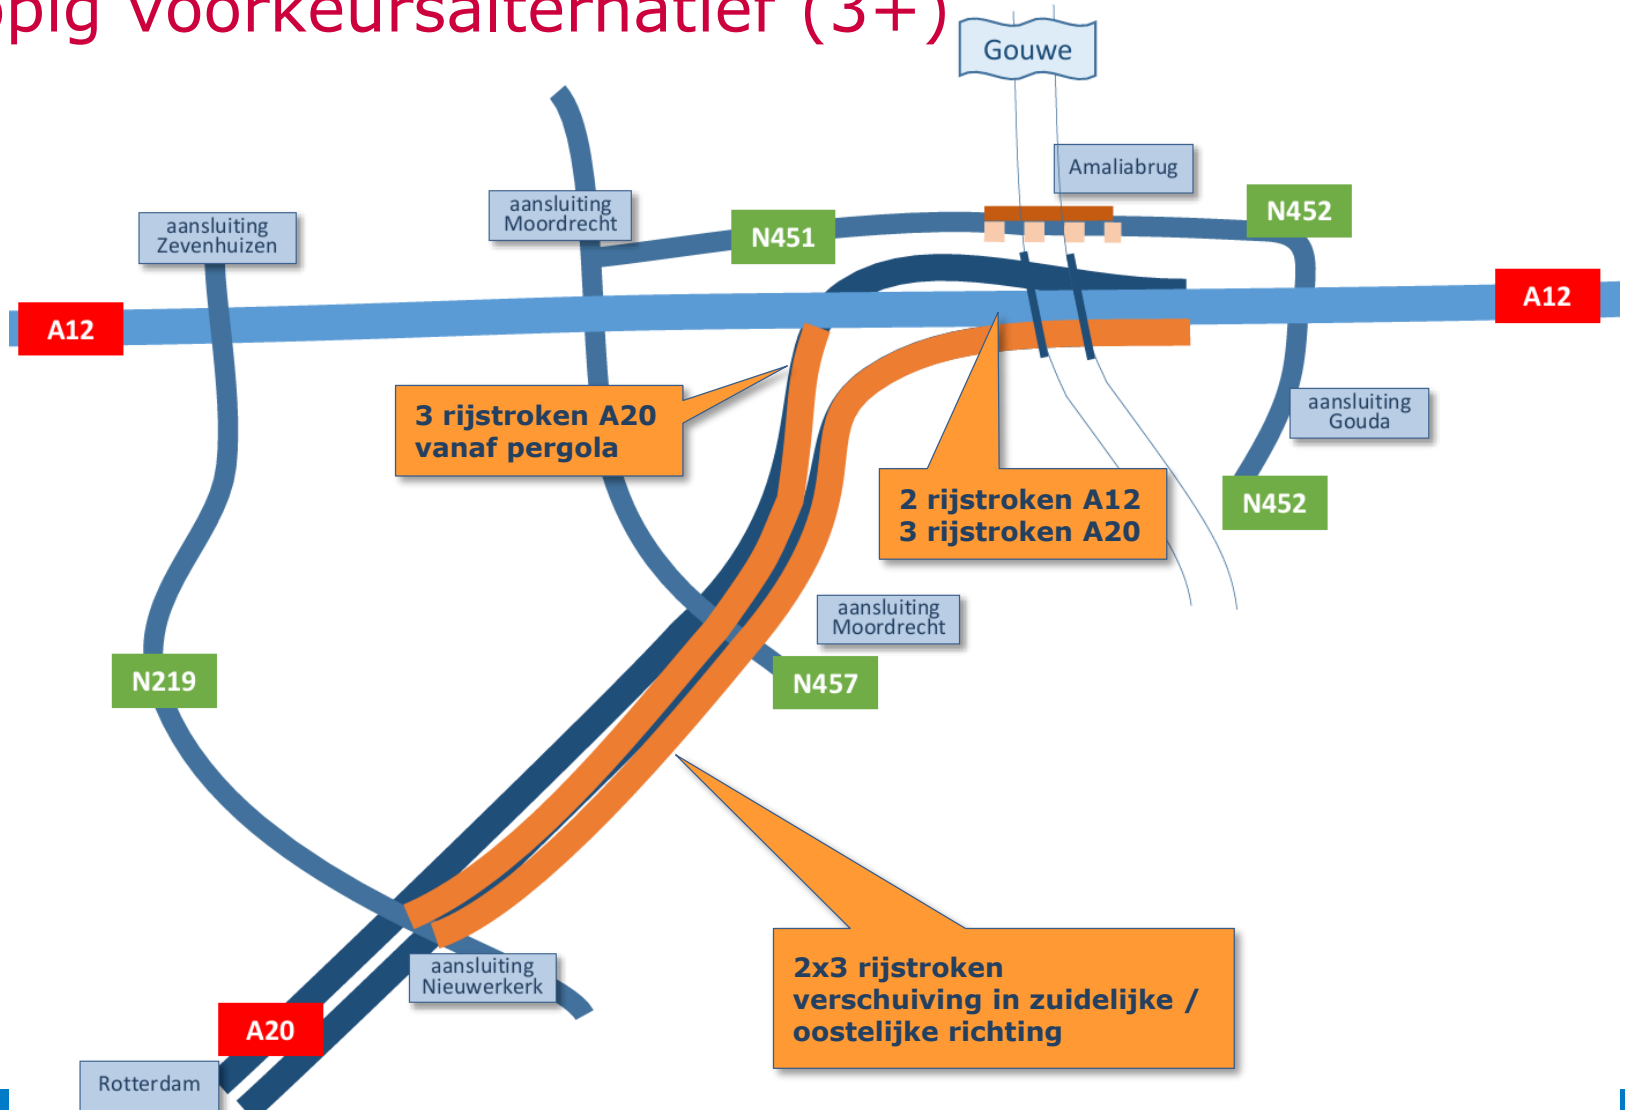 voorkeursalternatief (3+)
Gouwe
Amaliabrug
aansluiting
Moordrecht
N451
N452
aansluiting
Zevenhuizen
A12
A12
3 rijstroken A20
vanaf pergola
aansluiting
Gouda
2 rijstroken A12
3 rijstroken A20
N452
aansluiting
Moordrecht
N219
N457
aansluiting
Nieuwerkerk
2x3 rijstroken
verschuiving in zuidelijke /
oostelijke richting
A20
Rotterdam